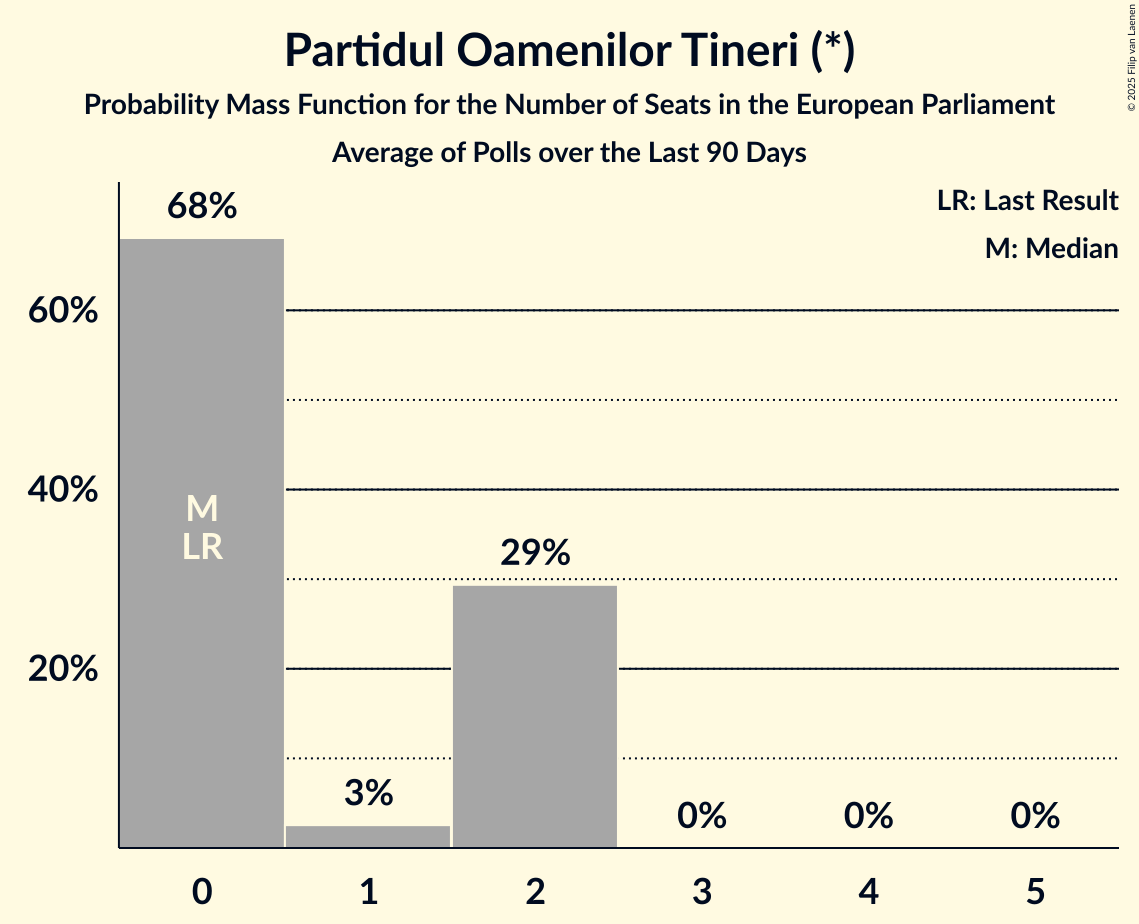 Partidul Oamenilor Tineri (*)
Probability Mass Function for the Number of Seats in the European Parliament
Average of Polls over the Last 90 Days
© 2025 Filip van Laenen
LR: Last Result
M: Median
68%
60%
40%
20%
M
LR
29%
3%
0%
0%
0%
0
1
2
3
4
5